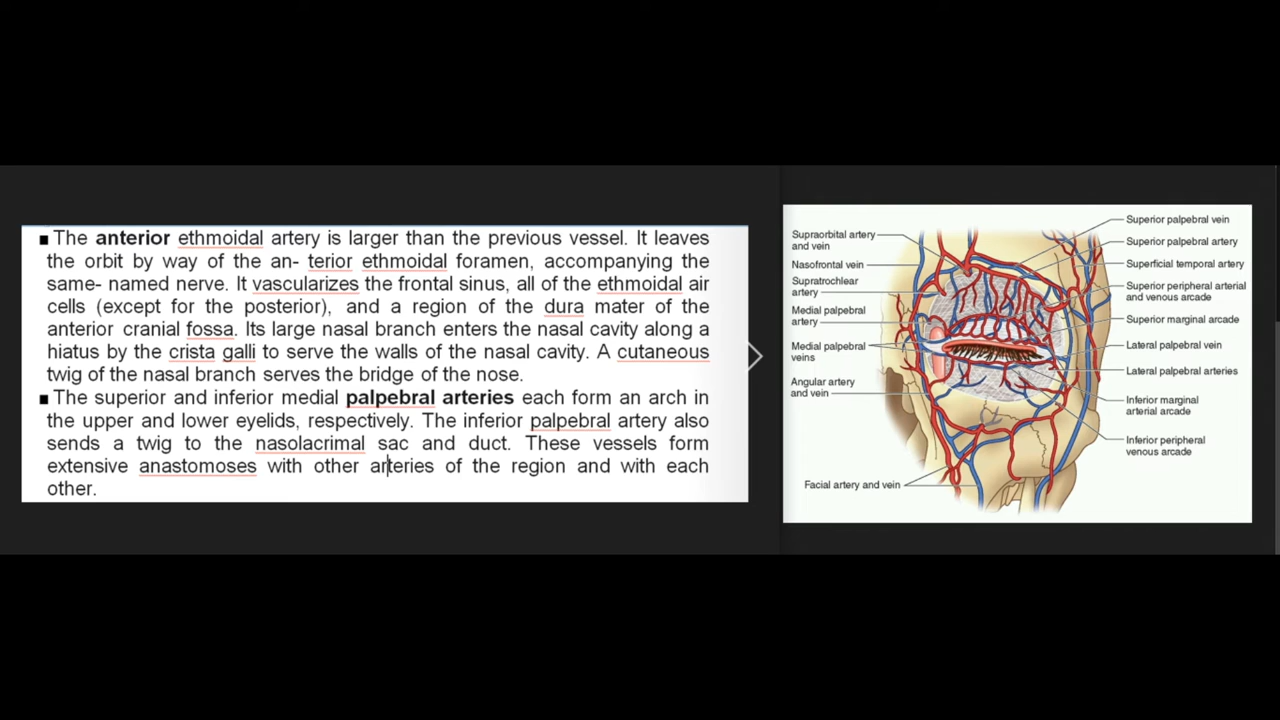 ■ The anterior ethmoidal artery is larger than the previous vessel. It leaves
the orbit by way of the an- terior ethmoidal foramen, accompanying the
same- named nerve. It vascularizes the frontal sinus, all of the ethmoidal air
cells (except for the posterior), and a region of the dura mater of the
anterior cranial fossa. Its large nasal branch enters the nasal cavity along a
hiatus by the crista galli to serve the walls of the nasal cavity. A cutaneous
twig of the nasal branch serves the bridge of the nose.
■ The superior and inferior medial palpebral arteries each form an arch in
the upper and lower eyelids, respectively. The inferior palpebral artery also
sends a twig to the nasolacrimal sac and duct. These vessels form
extensive anastomoses with other arteries of the region and with each
other.
Supraorbital artery
and vein
Nasofrontal vein
Supratrochlear
artery
Medial palpebral
artery
Medial palpebral
veins
Angular artery
and vein
Facial artery and vein
Superior palpebral vein
Superior palpebral artery
Superficial temporal artery
Superior peripheral arterial
and venous arcade
Superior marginal arcade
Lateral palpebral vein
Lateral palpebral arteries
Inferior marginal
arterial arcade
Inferior peripheral
venous arcade